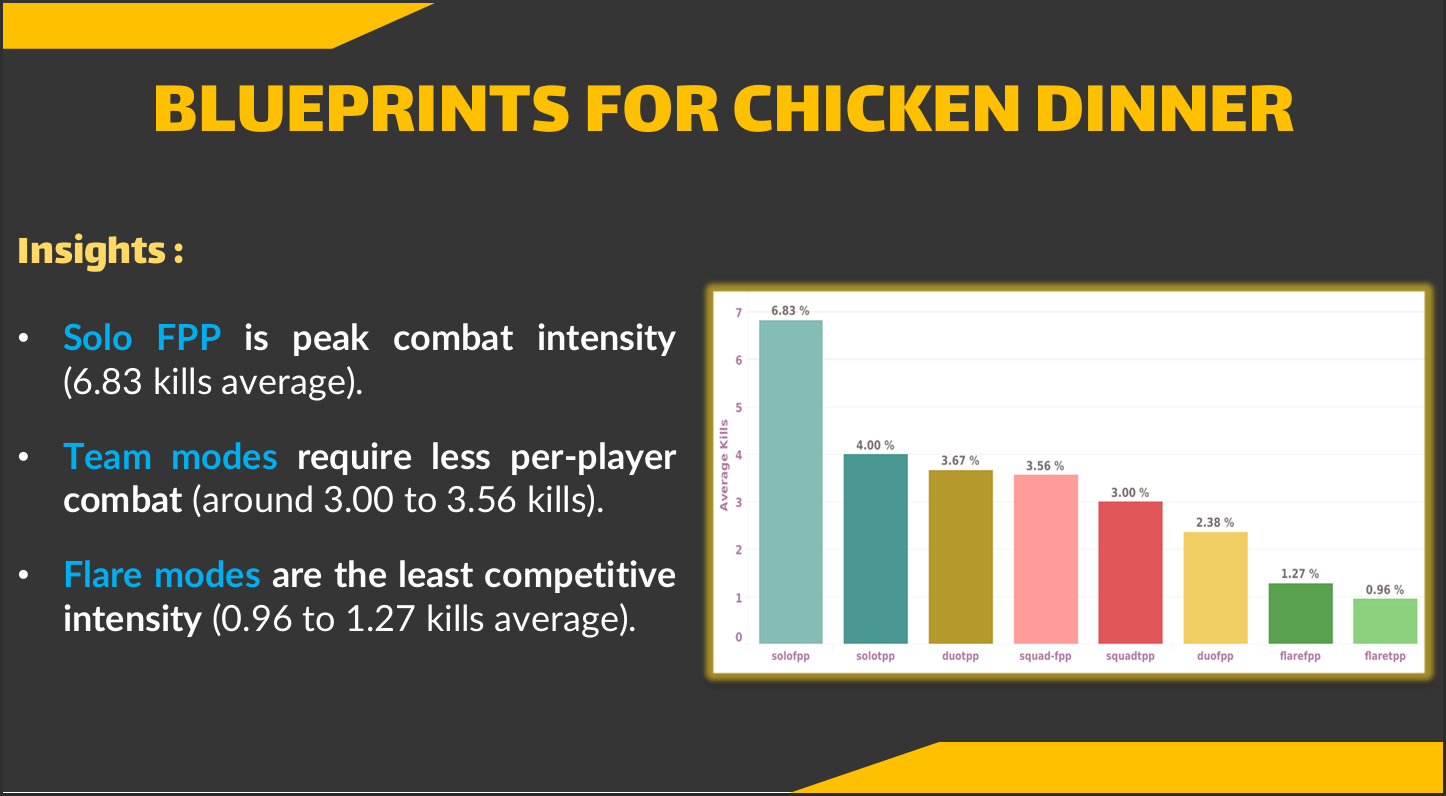 BLUEPRINTS FOR CHICKEN DINNER
Insights :
• Solo FPP is peak combat intensity
(6.83 kills average).
• Team modes require less per-player
combat (around 3.00 to 3.56 kills).
• Flare modes are the least competitive
intensity (0.96 to 1.27 kills average).
Average Kills
7
6
5
4
3
2
1
0
6.83 %
4.00 %
3.67 %
3.56 %
3.00 %
2.38 %
1.27 %
0.96 %
solofpp
solotpp
duotpp
squad-fpp
squadtpp
duofpp
flarefpp
flaretpp